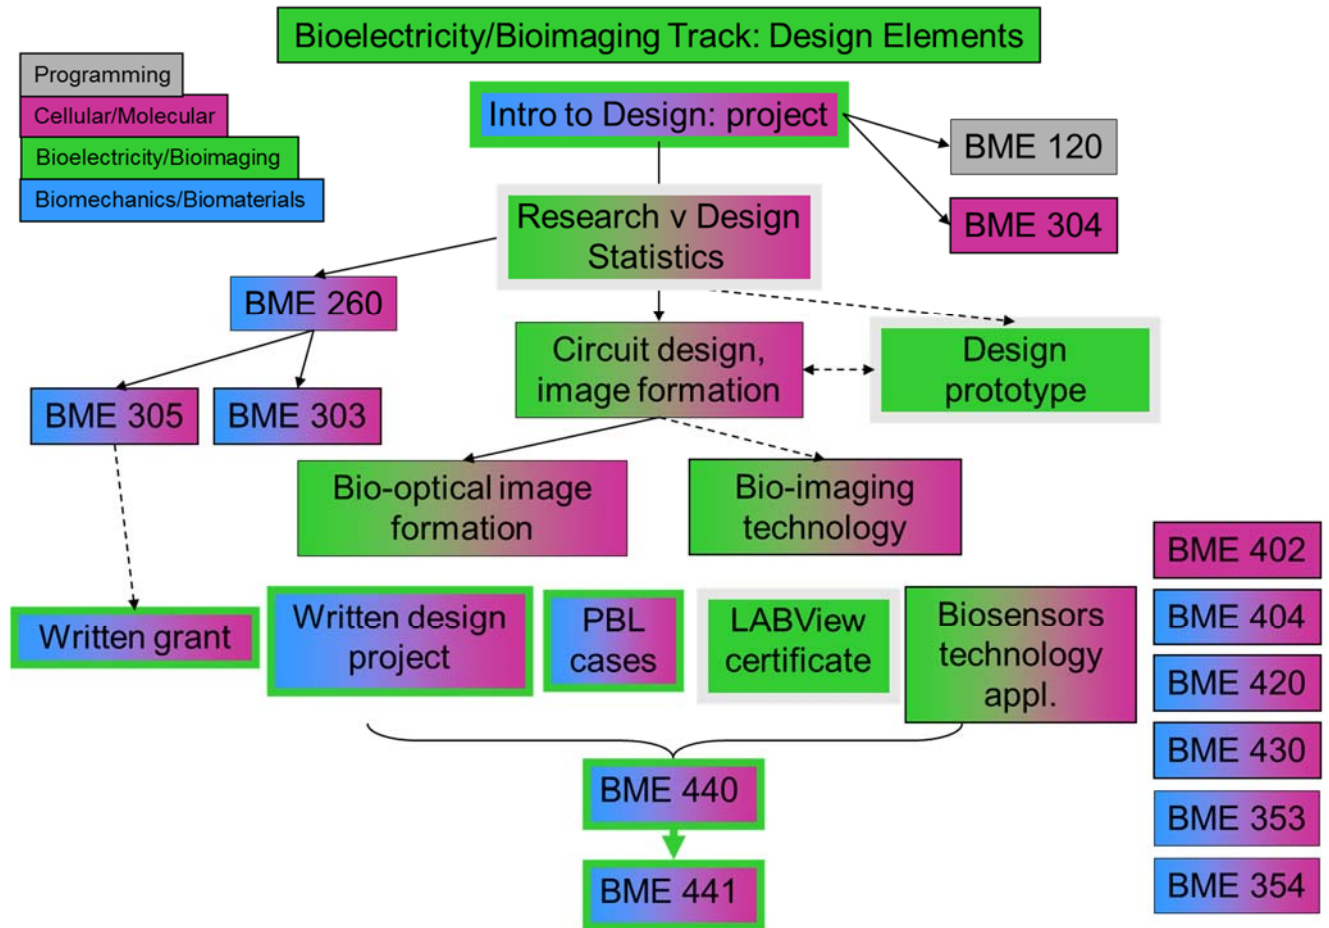 Bioelectricity/Bioimaging Track: Design Elements
Programming
Cellular/Molecular
Bioelectricity/Bioimaging
Biomechanics/Biomaterials
Intro to Design: project
BME 120
BME 304
Research v Design
Statistics
BME 260
Circuit design,
image formation
Design
prototype
BME 305
BME 303
Bio-optical image
formation
Bio-imaging
technology
Written grant
Written design
project
PBL
cases
LABView
certificate
Biosensors
technology
appl.
BME 402
BME 404
BME 420
BME 430
BME 353
BME 354
BME 440
BME 441